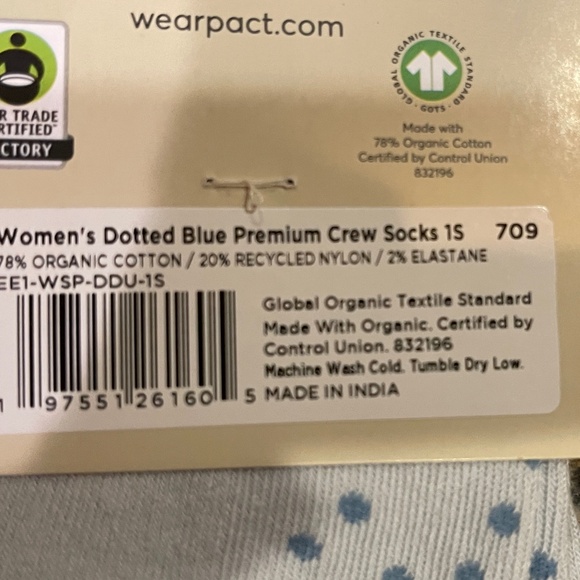 wearpact.com
GLOBAL ORGANIC TEXTILE STANDARD · GOTS ·
R TRADE
RTIFIED™
CTORY
Made with
78% Organic Cotton
Certified by Control Union
832196
Women's Dotted Blue Premium Crew Socks 1S 709
78% ORGANIC COTTON / 20% RECYCLED NYLON / 2% ELASTANE
EE1-WSP-DDU-1S
Global Organic Textile Standard
Made With Organic. Certified by
Control Union. 832196
Machine Wash Cold. Tumble Dry Low.
MADE IN INDIA
1 97551 26160 5